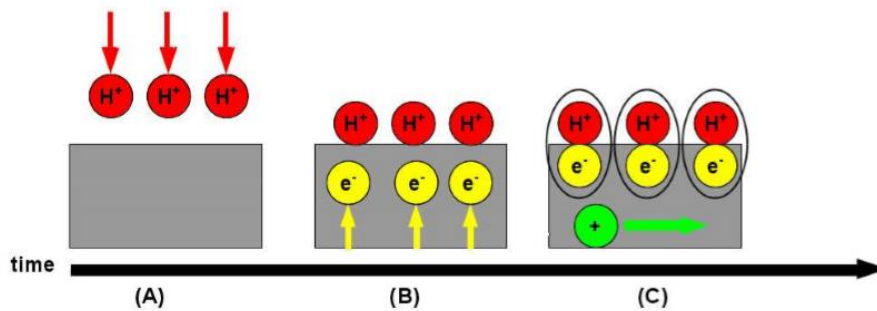 H⁺ H⁺ H⁺
H⁺ H⁺ H⁺
e⁻ e⁻ e⁻
H⁺ H⁺ H⁺
e⁻ e⁻ e⁻
+
time
(A) (B) (C)